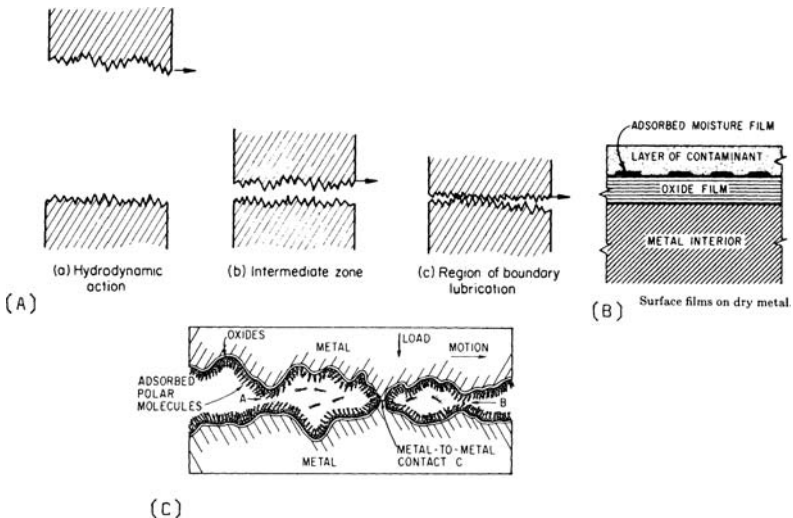 (a) Hydrodynamic
action
(b) Intermediate zone
(c) Region of boundary
lubrication
(A)
ADSORBED MOISTURE FILM
LAYER OF CONTAMINANT
OXIDE FILM
METAL INTERIOR
(B)
Surface films on dry metal.
OXIDES
METAL
LOAD
MOTION
ADSORBED
POLAR
MOLECULES
A
B
METAL-TO-METAL
CONTACT C
METAL
(C)